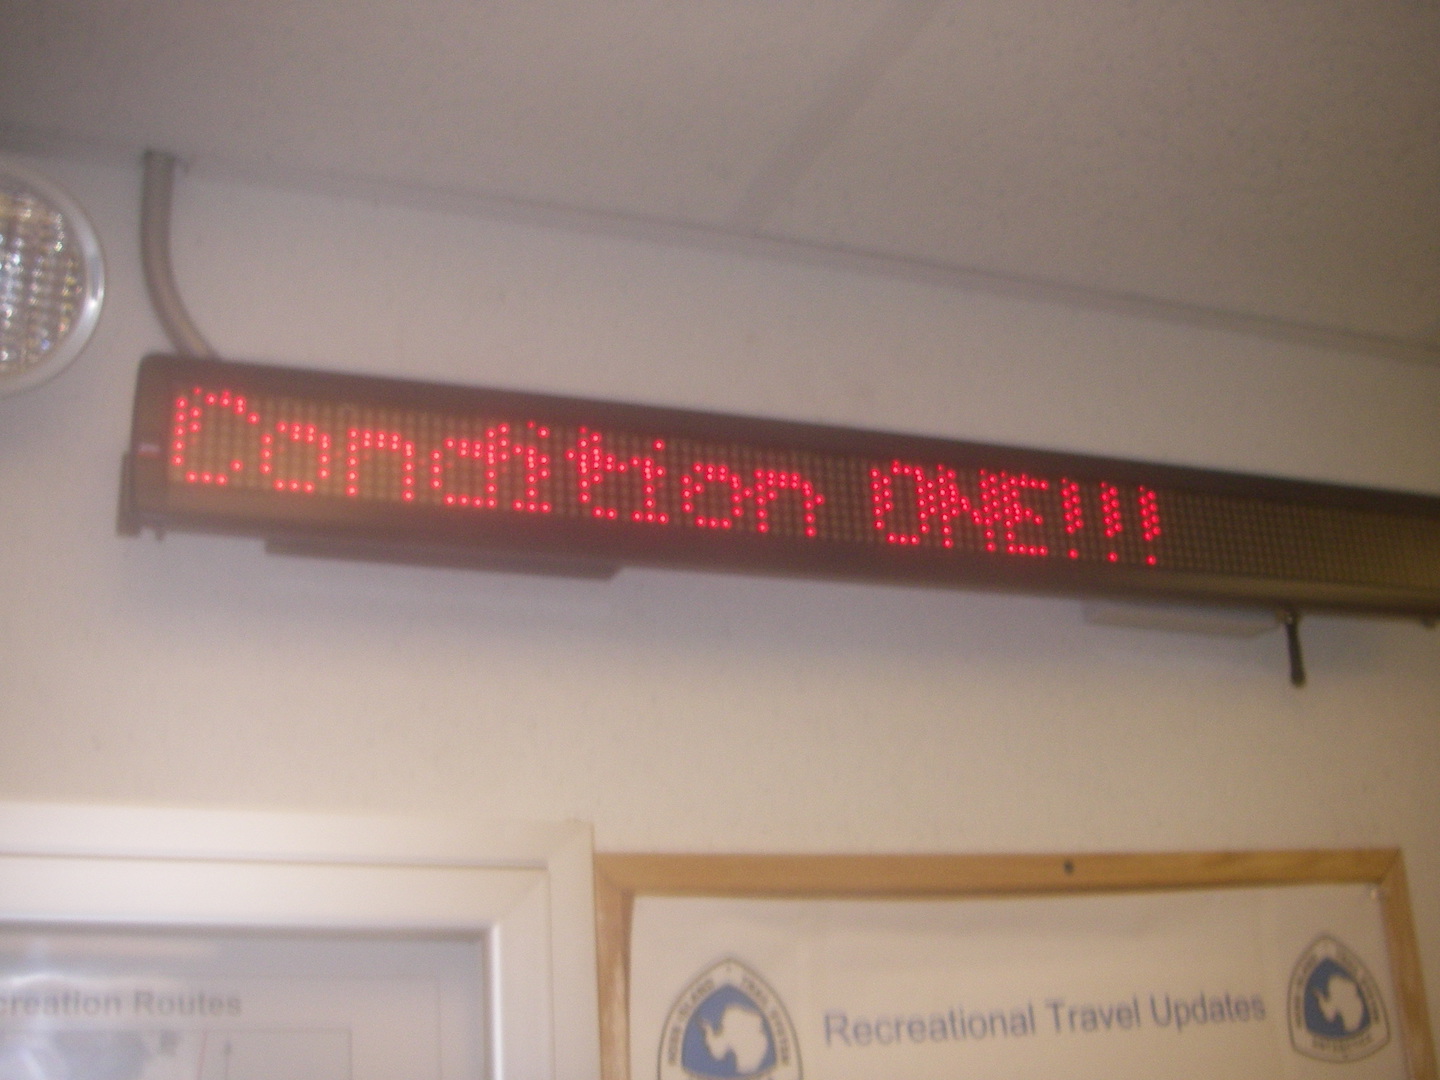 Condition ONE!!!
creation Routes
Recreational Travel Updates